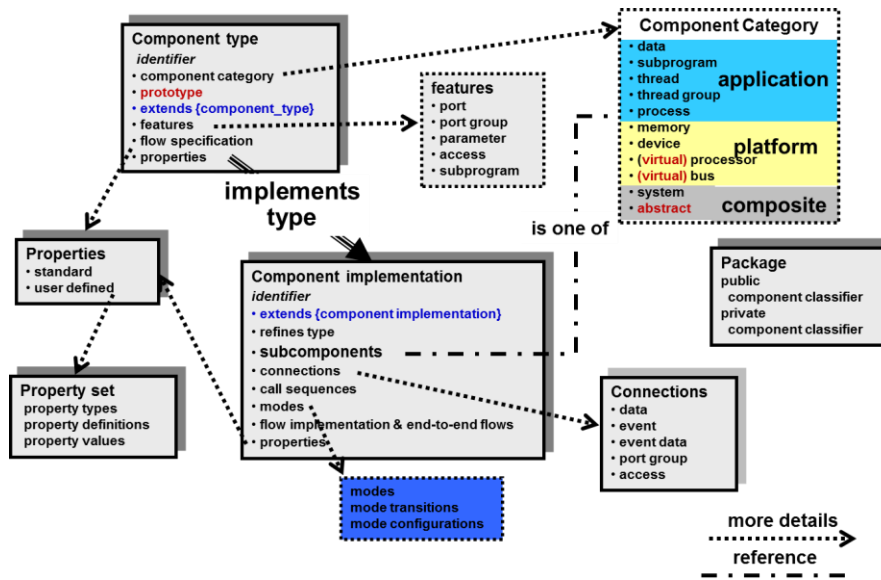 Component type
identifier
• component category
• prototype
• extends {component_type}
• features
• flow specification
• properties
features
• port
• port group
• parameter
• access
• subprogram
Component Category
• data
• subprogram
• thread
• thread group
• process
application
• memory
• device
• (virtual) processor
• (virtual) bus
platform
• system
• abstract
composite
implements
type
is one of
Properties
• standard
• user defined
Component implementation
identifier
• extends {component implementation}
• refines type
• subcomponents
• connections
• call sequences
• modes
• flow implementation & end-to-end flows
• properties
Package
public
component classifier
private
component classifier
Property set
property types
property definitions
property values
Connections
• data
• event
• event data
• port group
• access
modes
mode transitions
mode configurations
more details
reference